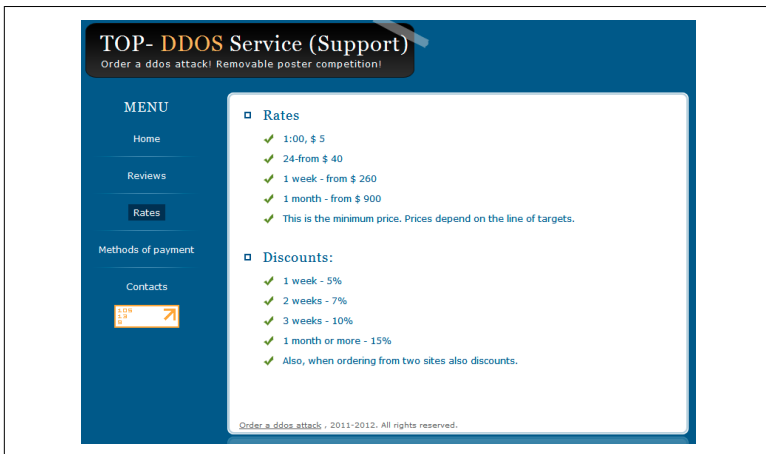 TOP- DDOS Service (Support)
Order a ddos attack! Removable poster competition!
MENU
Home
Reviews
Rates
Methods of payment
Contacts
Rates
1:00, $ 5
24-from $ 40
1 week - from $ 260
1 month - from $ 900
This is the minimum price. Prices depend on the line of targets.
Discounts:
1 week - 5%
2 weeks - 7%
3 weeks - 10%
1 month or more - 15%
Also, when ordering from two sites also discounts.
Order a ddos attack , 2011-2012. All rights reserved.